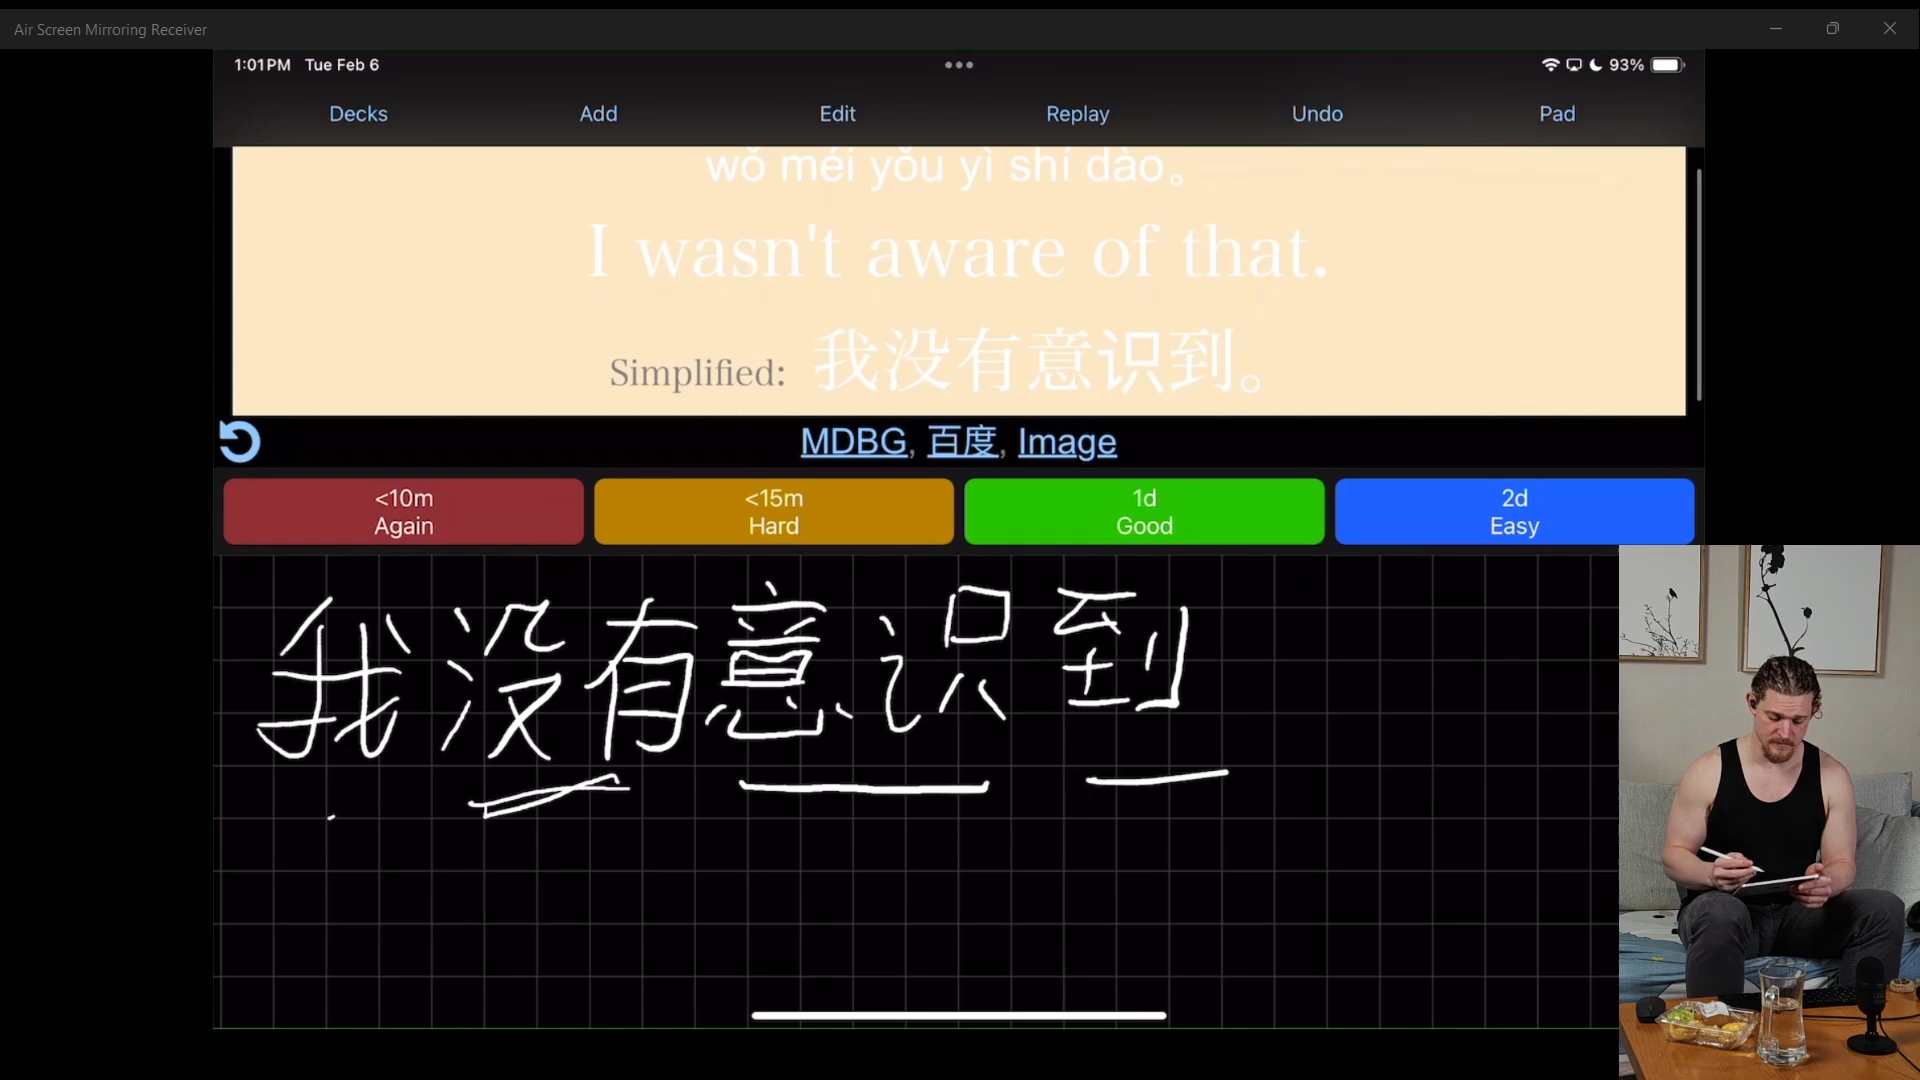 Air Screen Mirroring Receiver
1:01PM Tue Feb 6
93%
Decks Add Edit Replay Undo Pad
wǒ méi yǒu yì shí dào。
I wasn't aware of that.
Simplified: 我没有意识到。
MDBG, 百度, Image
<10m <15m 1d 2d
Again Hard Good Easy
我没有意识到